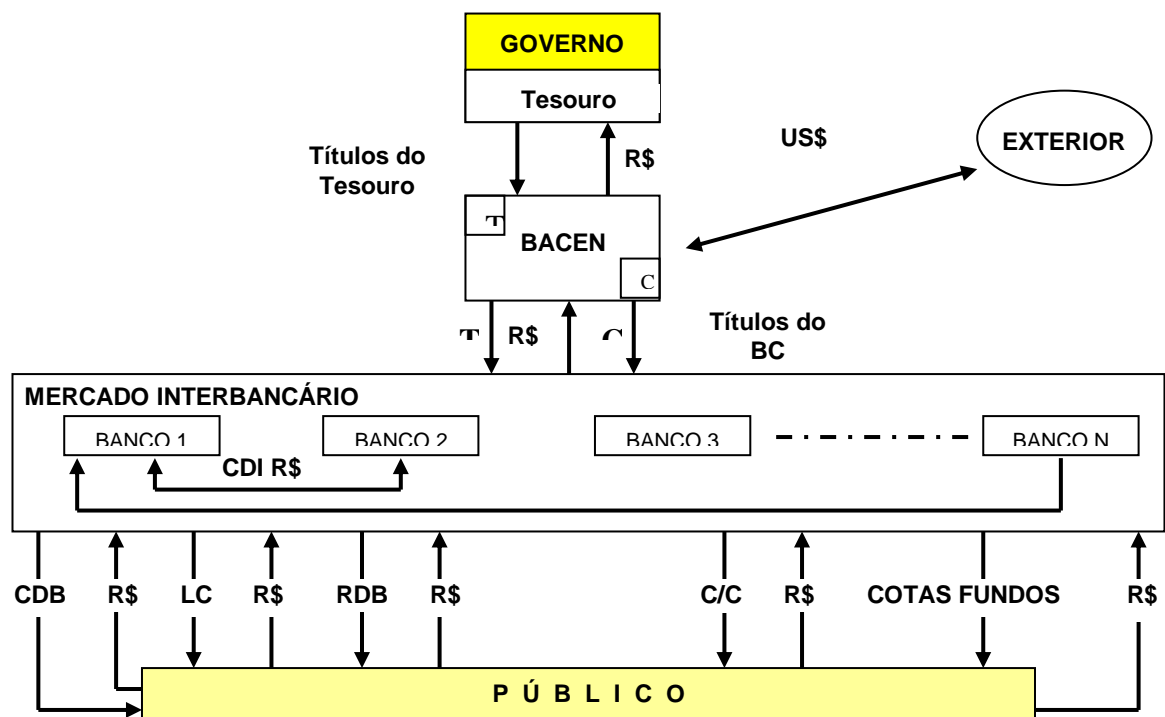 GOVERNO
Tesouro
EXTERIOR
US$
Títulos do
Tesouro
R$
T
BACEN
C
T
R$
C
Títulos do
BC
MERCADO INTERBANCÁRIO
BANCO 1
BANCO 2
BANCO 3
BANCO N
CDI R$
CDB
R$
LC
R$
RDB
R$
C/C
R$
COTAS FUNDOS
R$
P Ú B L I C O